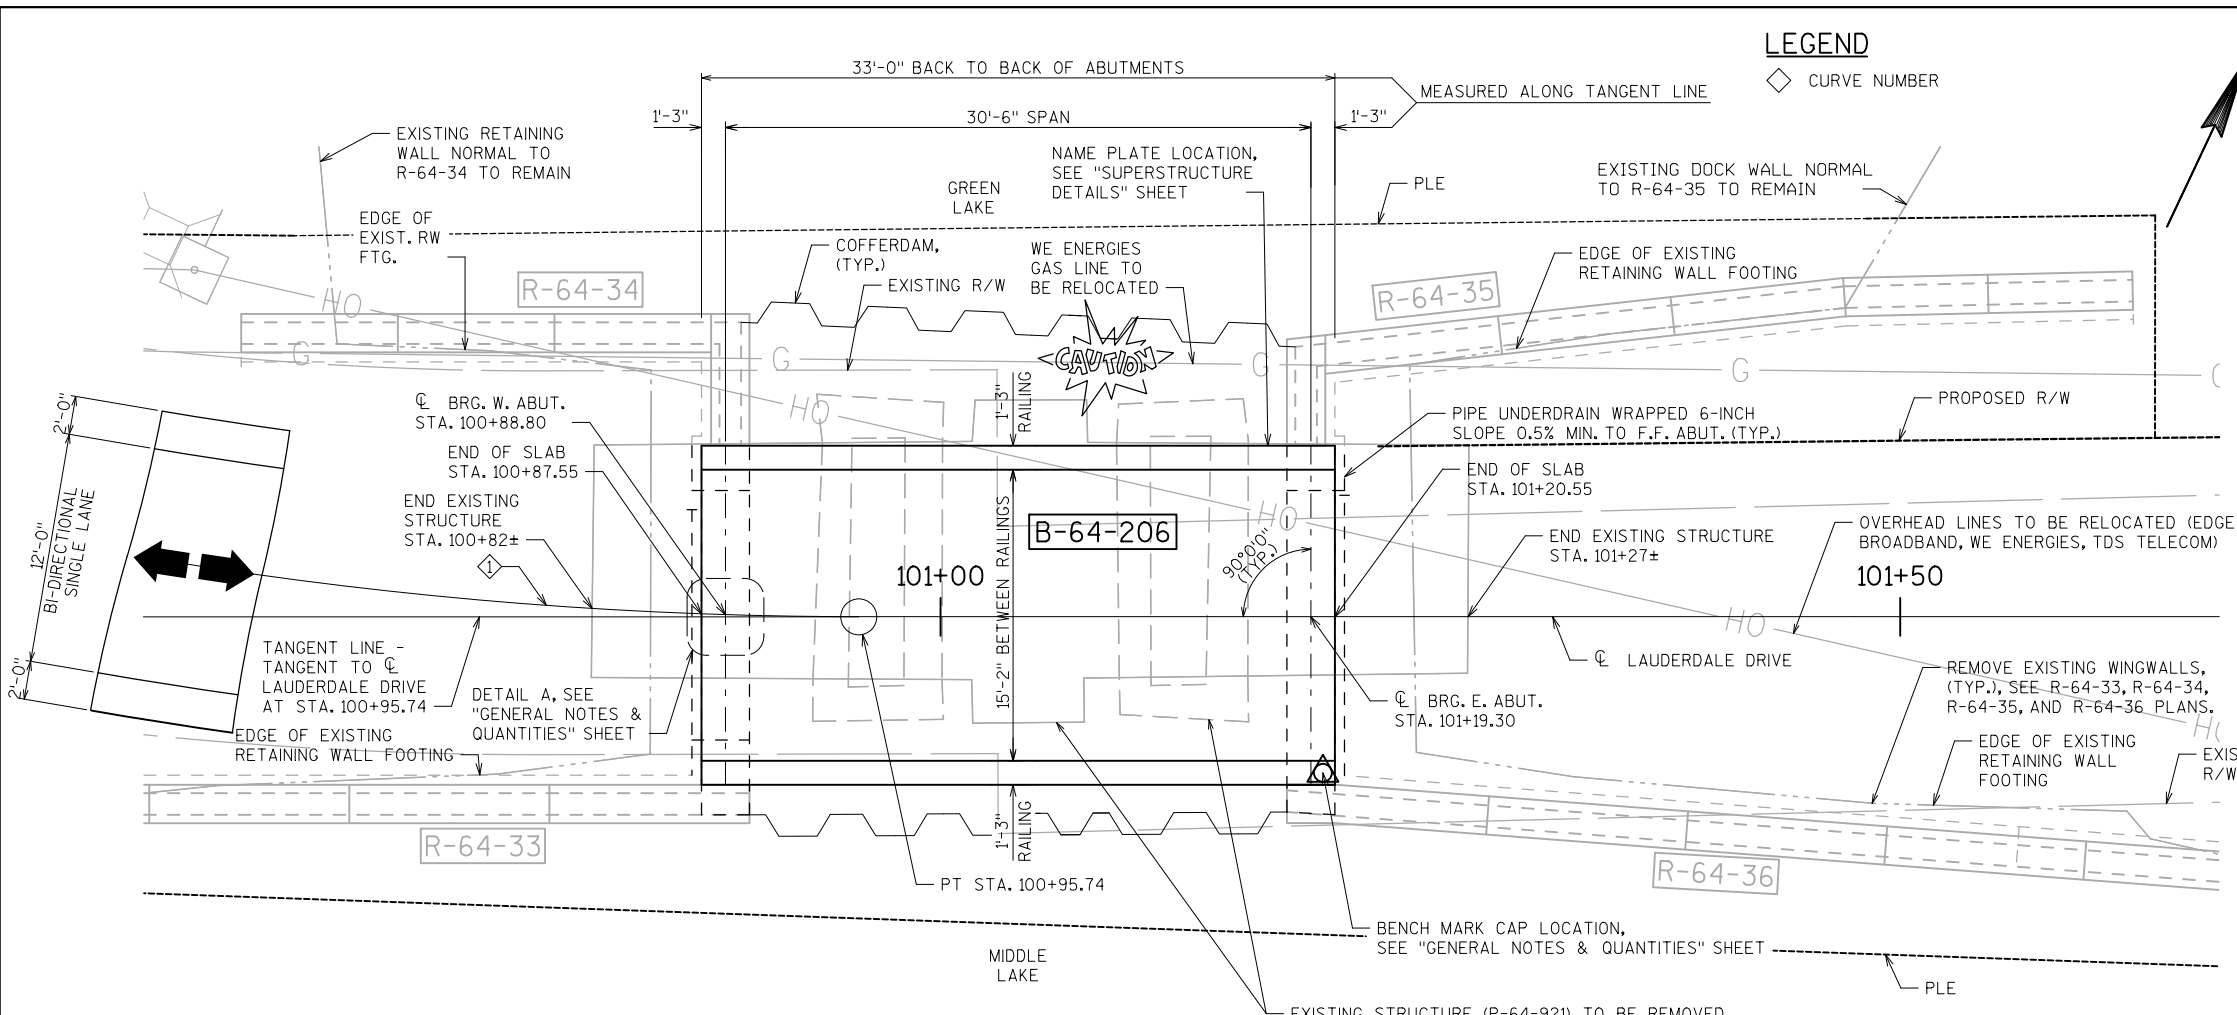 LEGEND
CURVE NUMBER
33'-0" BACK TO BACK OF ABUTMENTS
MEASURED ALONG TANGENT LINE
1'-3"
30'-6" SPAN
1'-3"
EXISTING RETAINING
WALL NORMAL TO
R-64-34 TO REMAIN
NAME PLATE LOCATION,
SEE "SUPERSTRUCTURE
DETAILS" SHEET
GREEN
LAKE
PLE
EXISTING DOCK WALL NORMAL
TO R-64-35 TO REMAIN
EDGE OF
EXIST. RW
FTG.
COFFERDAM,
(TYP.)
EXISTING R/W
WE ENERGIES
GAS LINE TO
BE RELOCATED
EDGE OF EXISTING
RETAINING WALL FOOTING
R-64-34
R-64-35
HO
G
G
CAUTION
G
G
HO
1'-3"
RAILING
2'-0"
12'-0"
BI-DIRECTIONAL
SINGLE LANE
2'-0"
℄ BRG. W. ABUT.
STA. 100+88.80
END OF SLAB
STA. 100+87.55
END EXISTING
STRUCTURE
STA. 100+82±
1
PROPOSED R/W
PIPE UNDERDRAIN WRAPPED 6-INCH
SLOPE 0.5% MIN. TO F.F. ABUT. (TYP.)
END OF SLAB
STA. 101+20.55
15'-2" BETWEEN RAILINGS
B-64-206
HO
90°0'0"
(TYP.)
END EXISTING STRUCTURE
STA. 101+27±
OVERHEAD LINES TO BE RELOCATED (EDGE
BROADBAND, WE ENERGIES, TDS TELECOM)
101+00
101+50
HO
TANGENT LINE -
TANGENT TO ℄
LAUDERDALE DRIVE
AT STA. 100+95.74
℄ LAUDERDALE DRIVE
DETAIL A, SEE
"GENERAL NOTES &
QUANTITIES" SHEET
℄ BRG. E. ABUT.
STA. 101+19.30
REMOVE EXISTING WINGWALLS,
(TYP.), SEE R-64-33, R-64-34,
R-64-35, AND R-64-36 PLANS.
EDGE OF EXISTING
RETAINING WALL FOOTING
EDGE OF EXISTING
RETAINING WALL
FOOTING
R/W
1'-3"
RAILING
R-64-33
R-64-36
PT STA. 100+95.74
BENCH MARK CAP LOCATION,
SEE "GENERAL NOTES & QUANTITIES" SHEET
MIDDLE
LAKE
PLE
EXISTING STRUCTURE (P-64-921) TO BE REMOVED